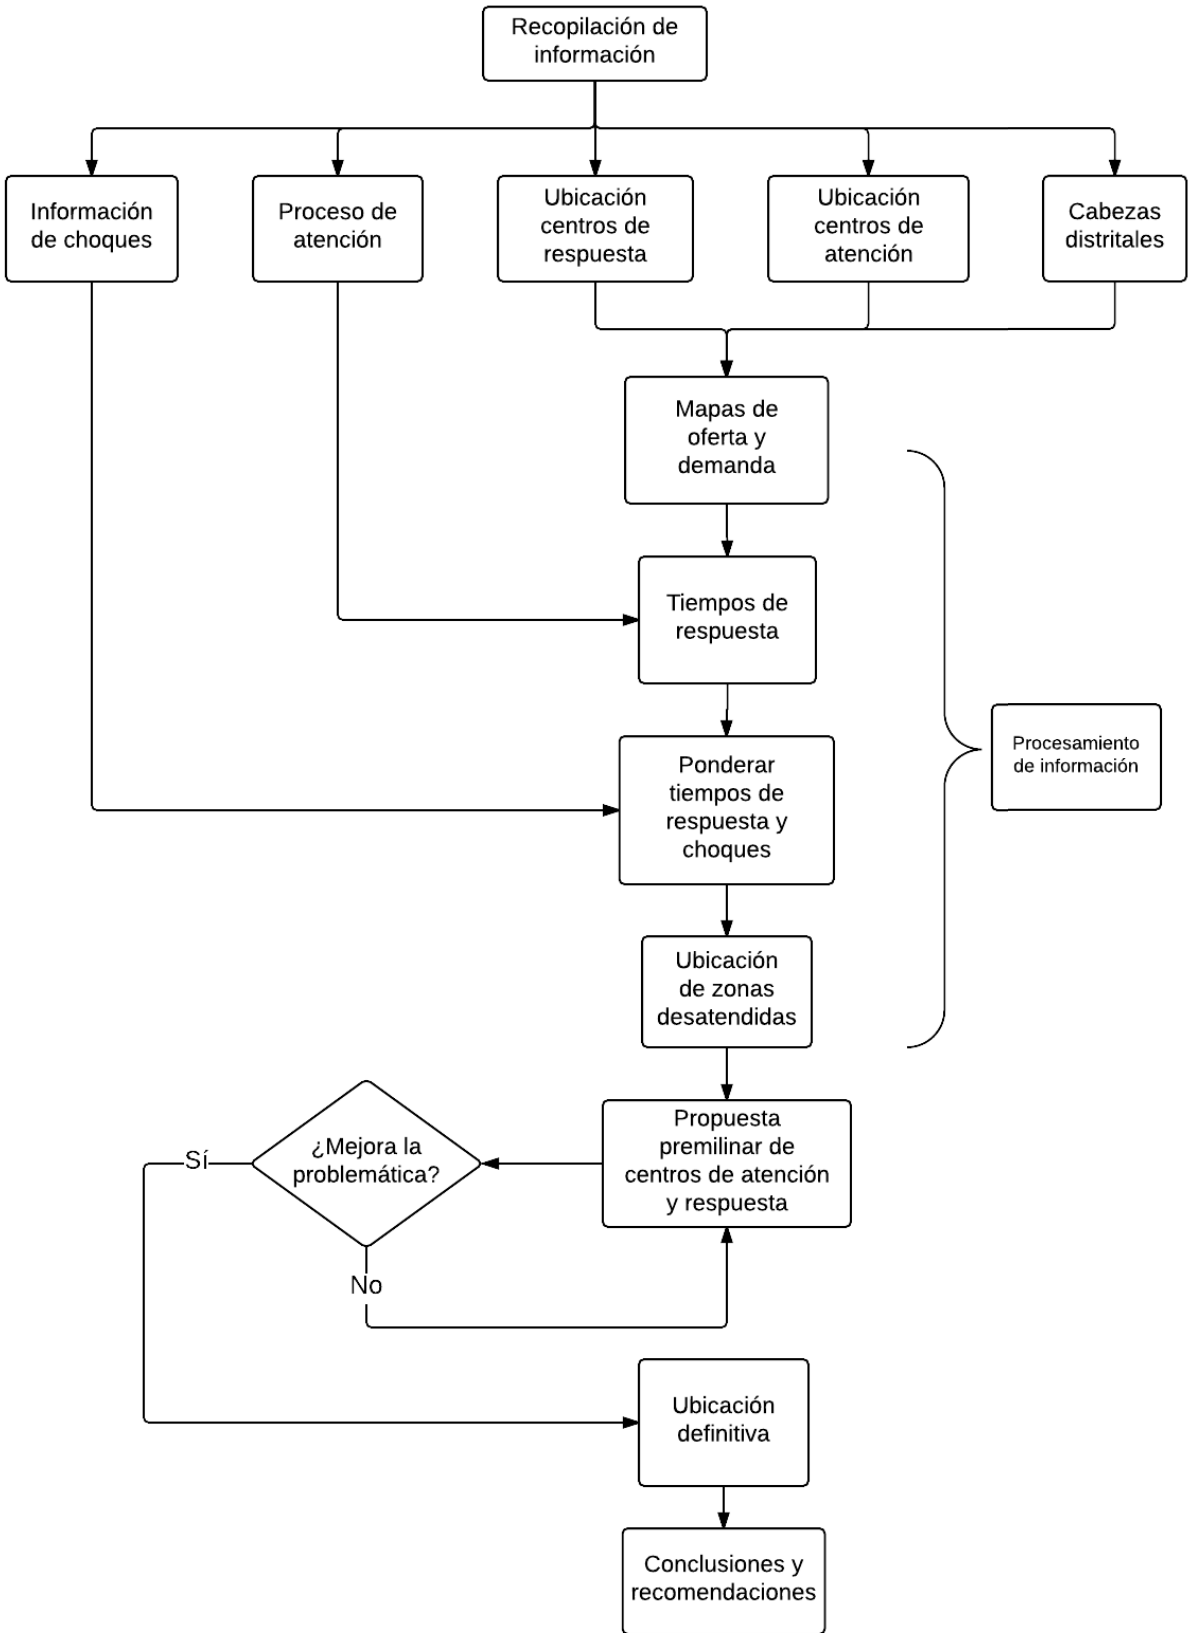 Recopilación de
información
Información
de choques
Proceso de
atención
Ubicación
centros de
respuesta
Ubicación
centros de
atención
Cabezas
distritales
Mapas de
oferta y
demanda
Tiempos de
respuesta
Ponderar
tiempos de
respuesta y
choques
Procesamiento
de información
Ubicación
de zonas
desatendidas
Propuesta
premilinar de
centros de atención
y respuesta
¿Mejora la
problemática?
Sí
No
Ubicación
definitiva
Conclusiones y
recomendaciones